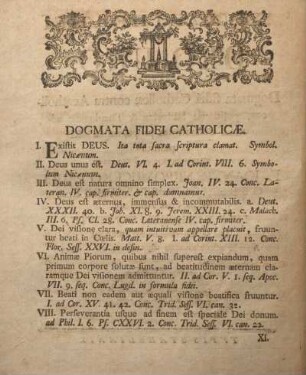 DOGMATA FIDEI CATHOLICÆ.
I. Existit DEUS. Ita tota sacra scriptura clamat. Symbol.
Nicænum.
II. Deus unus est. Deut. VI. 4. I. ad Corint. VIII. 6. Symbo-
lum Nicænum.
III. Deus est natura omnino simplex. Joan, IV. 24. Conc. La-
teran. IV. cap. firmiter, & cap. damnamus.
IV. Deus est æternus, immensus & incommutabilis. a. Deut.
XXXII. 40. b. Job. XI. 8. 9. Jerem. XXIII. 24. c. Malach.
III. 6. Ps. CI. 28. Conc. Lateranense IV. cap. firmiter.
V. Dei visione clara, quam intuitivam appellare placuit, fruun-
tur beati in Cœlis. Matt. V. 8. I. ad Corint. XIII. 12. Conc.
Flor. Sess. XXVI. in defin.
VI. Animæ Piorum, quibus nihil superest expiandum, quam
primum corpore solutæ sunt, ad beatitudinem æternam cla-
ramque Dei visionem admittuntur. II. ad Cor. V. 1. seq. Apoc.
VII. 9. seq. Conc. Lugd. in formula fidei.
VII. Beati non eadem aut æquali visione beatifica fruuntur.
I. ad Cor. XV. 41. 42. Conc. Trid. Sess. VI. can. 32.
VIII. Perseverantia usque ad finem est speciale Dei donum.
ad Phil. I. 6. Ps. CXXVI. 2. Conc. Trid. Sess. VI. can. 22.
XI.